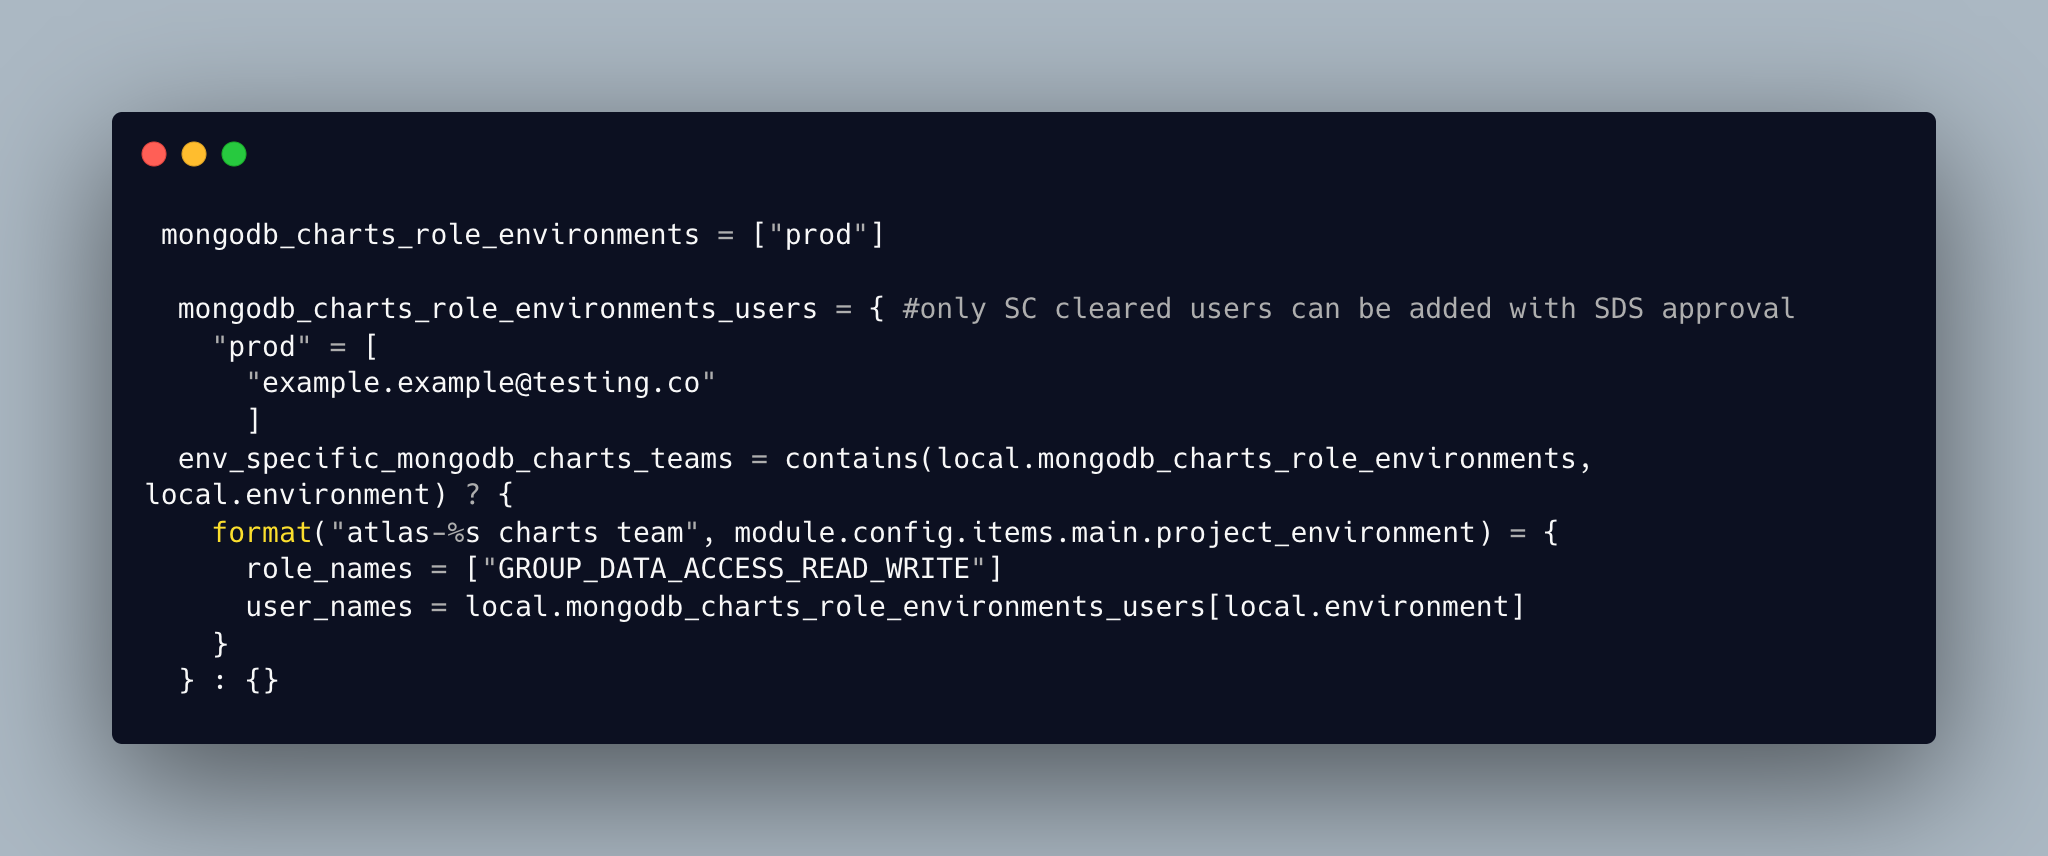 mongodb_charts_role_environments = ["prod"]
mongodb_charts_role_environments_users = { #only SC cleared users can be added with SDS approval
"prod" = [
"example.example@testing.co"
]
env_specific_mongodb_charts_teams = contains(local.mongodb_charts_role_environments,
local.environment) ? {
format("atlas-%s charts team", module.config.items.main.project_environment) = {
role_names = ["GROUP_DATA_ACCESS_READ_WRITE"]
user_names = local.mongodb_charts_role_environments_users[local.environment]
}
} : {}